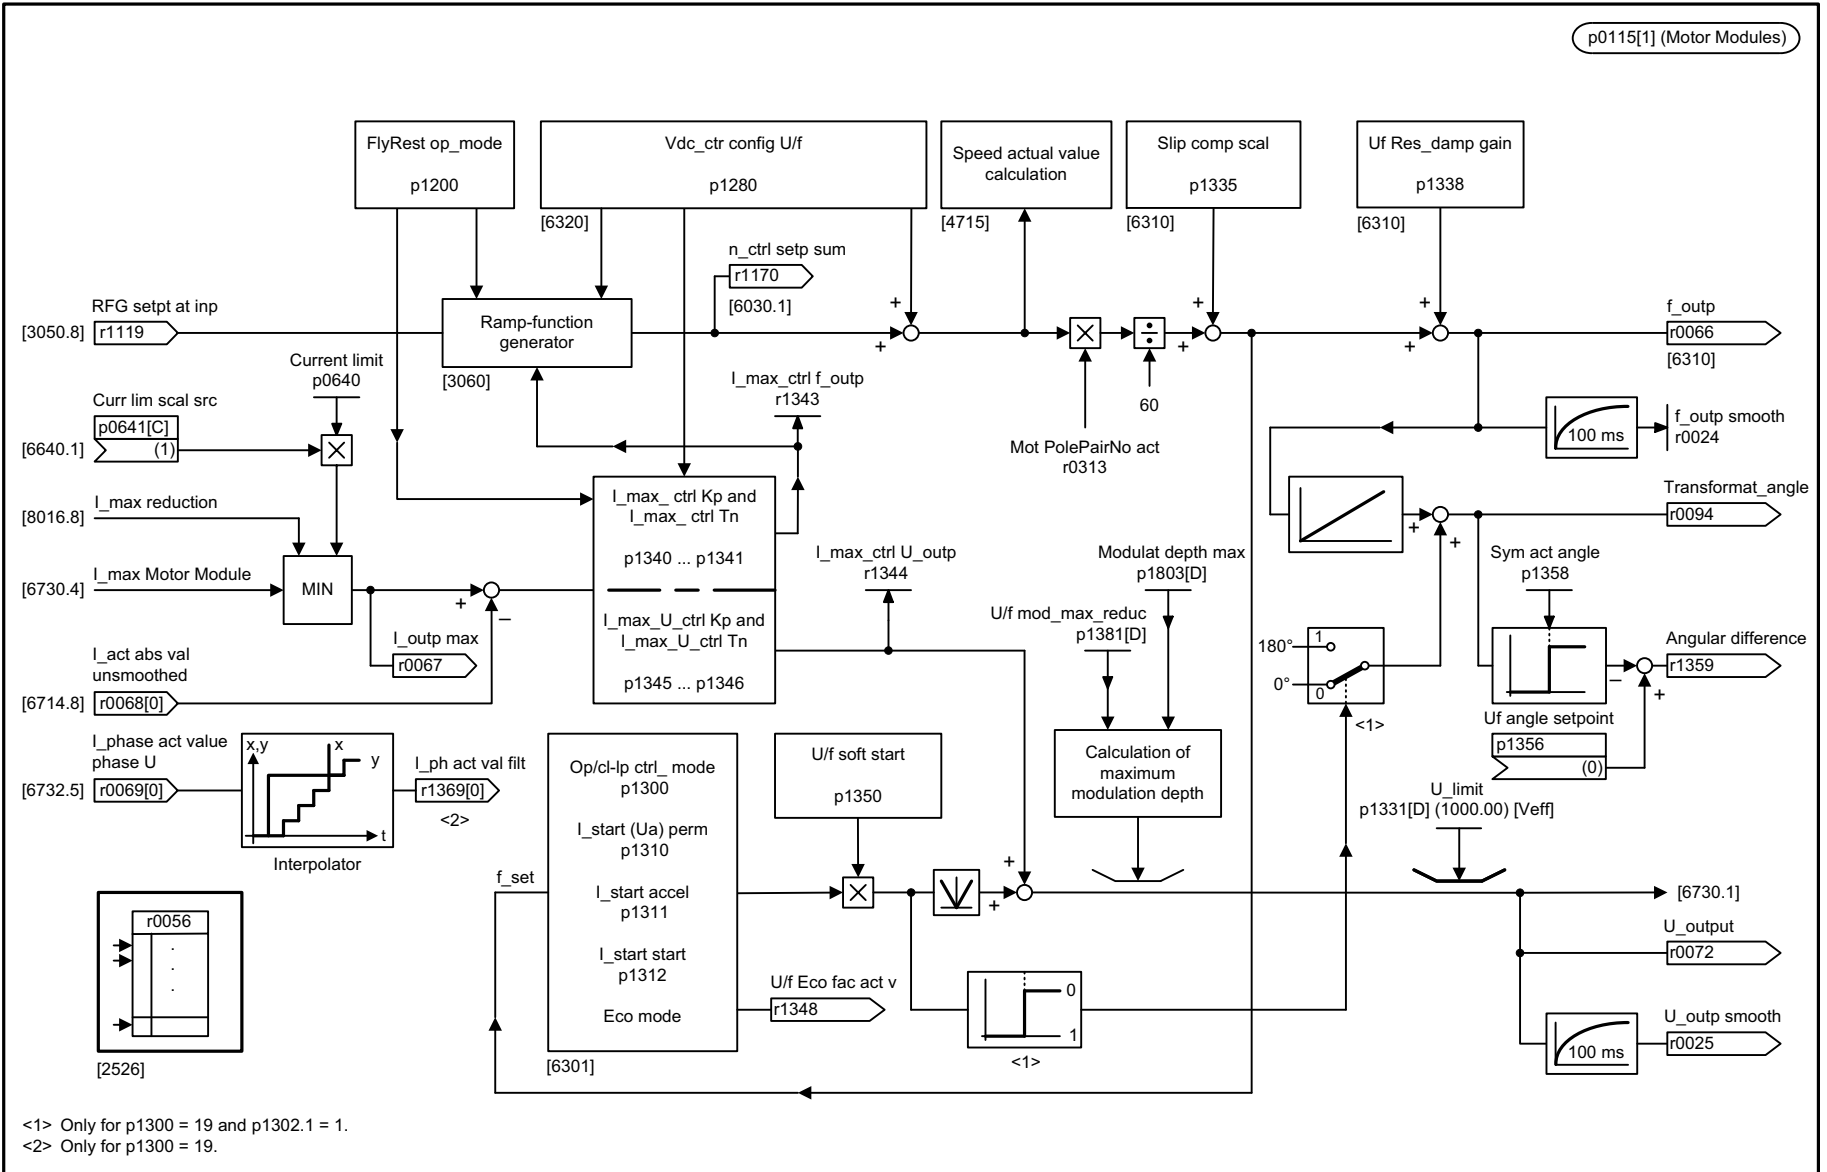 p0115[1] (Motor Modules)
FlyRest op_mode
p1200
Vdc_ctr config U/f
p1280
[6320]
Speed actual value
calculation
[4715]
Slip comp scal
p1335
[6310]
Uf Res_damp gain
p1338
[6310]
n_ctrl setp sum
r1170
[6030.1]
RFG setpt at inp
[3050.8]
r1119
Ramp-function
generator
[3060]
+
+
+
+
+
+
f_outp
r0066
[6310]
60
Mot PolePairNo act
r0313
Current limit
p0640
Curr lim scal src
p0641[C]
[6640.1]
(1)
I_max_ctrl f_outp
r1343
100 ms
f_outp smooth
r0024
I_max reduction
[8016.8]
I_max Motor Module
[6730.4]
MIN
+
–
I_outp max
r0067
I_act abs val
unsmoothed
[6714.8]
r0068[0]
I_max_ ctrl Kp and
I_max_ ctrl Tn
p1340 ... p1341
I_max_U_ctrl Kp and
I_max_U_ctrl Tn
p1345 ... p1346
I_max_ctrl U_outp
r1344
Modulat depth max
p1803[D]
U/f mod_max_reduc
p1381[D]
Calculation of
maximum
modulation depth
+
+
Transformat_angle
r0094
Sym act angle
p1358
180°
1
0°
0
<1>
Angular difference
r1359
–
+
Uf angle setpoint
p1356
(0)
U_limit
p1331[D] (1000.00) [Veff]
I_phase act value
phase U
[6732.5]
r0069[0]
x,y
x
y
t
Interpolator
I_ph act val filt
r1369[0]
<2>
Op/cl-lp ctrl_ mode
p1300
I_start (Ua) perm
p1310
I_start accel
p1311
I_start start
p1312
Eco mode
[6301]
f_set
U/f soft start
p1350
+
+
[6730.1]
U_output
r0072
U/f Eco fac act v
r1348
0
1
<1>
100 ms
U_outp smooth
r0025
r0056
.
.
.
[2526]
<1> Only for p1300 = 19 and p1302.1 = 1.
<2> Only for p1300 = 19.